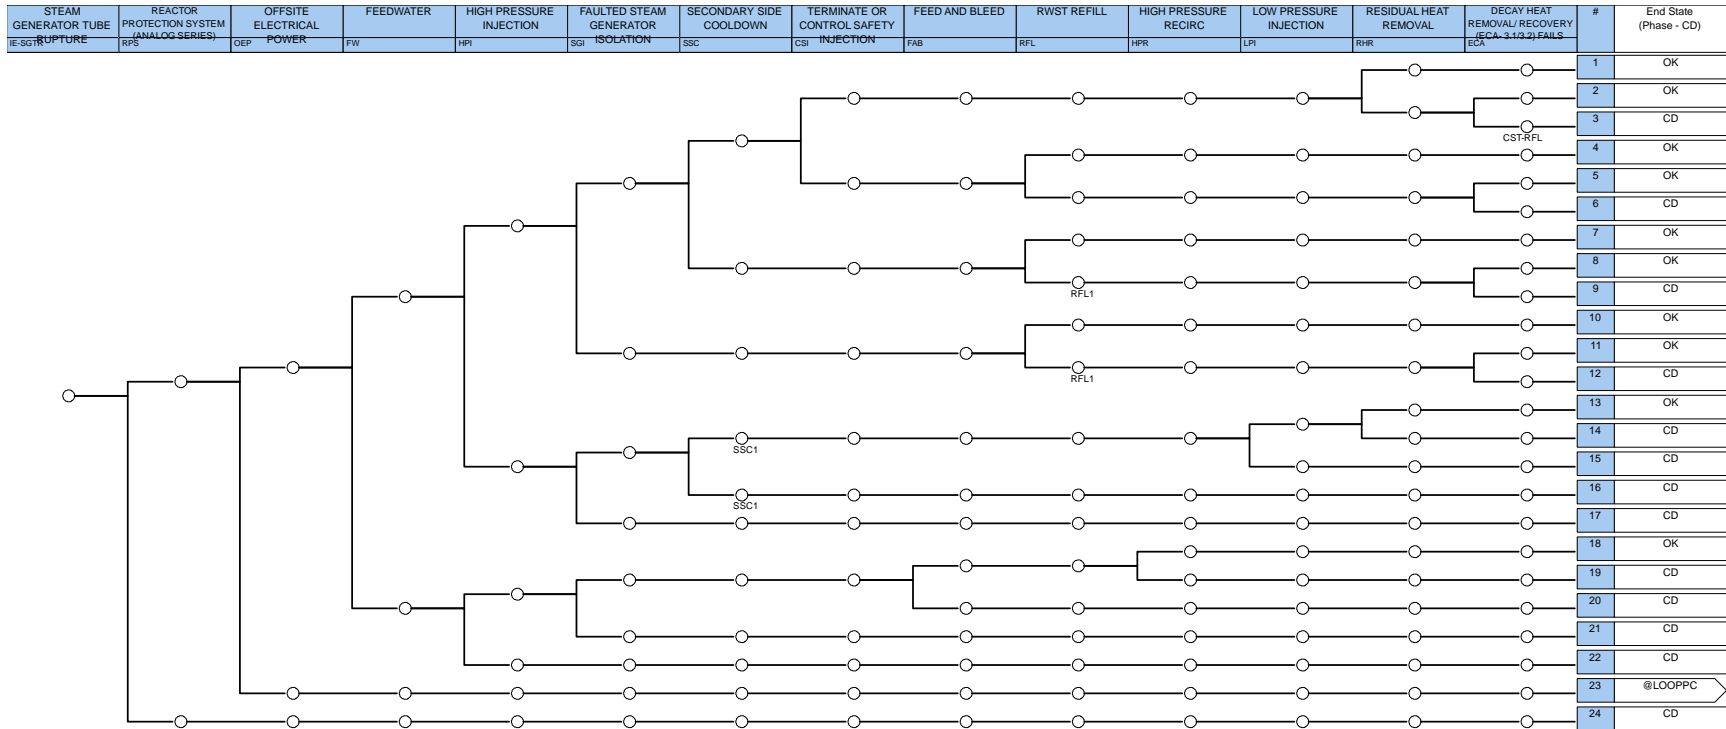 STEAM
GENERATOR TUBE
RUPTURE
IE-SGTR
REACTOR
PROTECTION SYSTEM
(ANALOG SERIES)
RPS
OFFSITE
ELECTRICAL
POWER
OEP
FEEDWATER
FW
HIGH PRESSURE
INJECTION
HPI
FAULTED STEAM
GENERATOR
ISOLATION
SGI
SECONDARY SIDE
COOLDOWN
SSC
TERMINATE OR
CONTROL SAFETY
INJECTION
CSI
FEED AND BLEED
FAB
RWST REFILL
RFL
HIGH PRESSURE
RECIRC
HPR
LOW PRESSURE
INJECTION
LPI
RESIDUAL HEAT
REMOVAL
RHR
DECAY HEAT
REMOVAL/ RECOVERY
(ECA- 3.1/3.2) FAILS
ECA
#
End State
(Phase - CD)
1 OK
2 OK
3 CD
CST-RFL
4 OK
5 OK
6 CD
7 OK
8 OK
RFL1
9 CD
10 OK
11 OK
RFL1
12 CD
13 OK
14 CD
SSC1
15 CD
16 CD
SSC1
17 CD
18 OK
19 CD
20 CD
21 CD
22 CD
23 @LOOPPC
24 CD